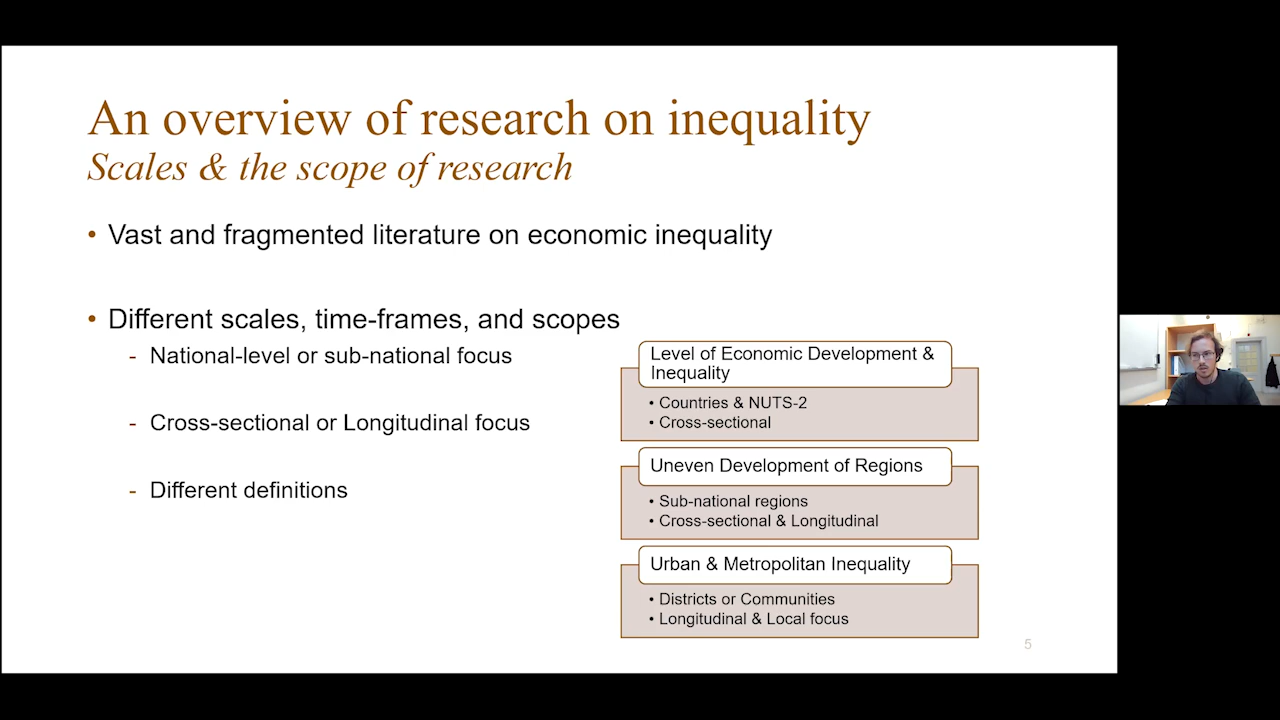 An overview of research on inequality
Scales & the scope of research
• Vast and fragmented literature on economic inequality
• Different scales, time-frames, and scopes
- National-level or sub-national focus
- Cross-sectional or Longitudinal focus
- Different definitions
Level of Economic Development &
Inequality
• Countries & NUTS-2
• Cross-sectional
Uneven Development of Regions
• Sub-national regions
• Cross-sectional & Longitudinal
Urban & Metropolitan Inequality
• Districts or Communities
• Longitudinal & Local focus
5